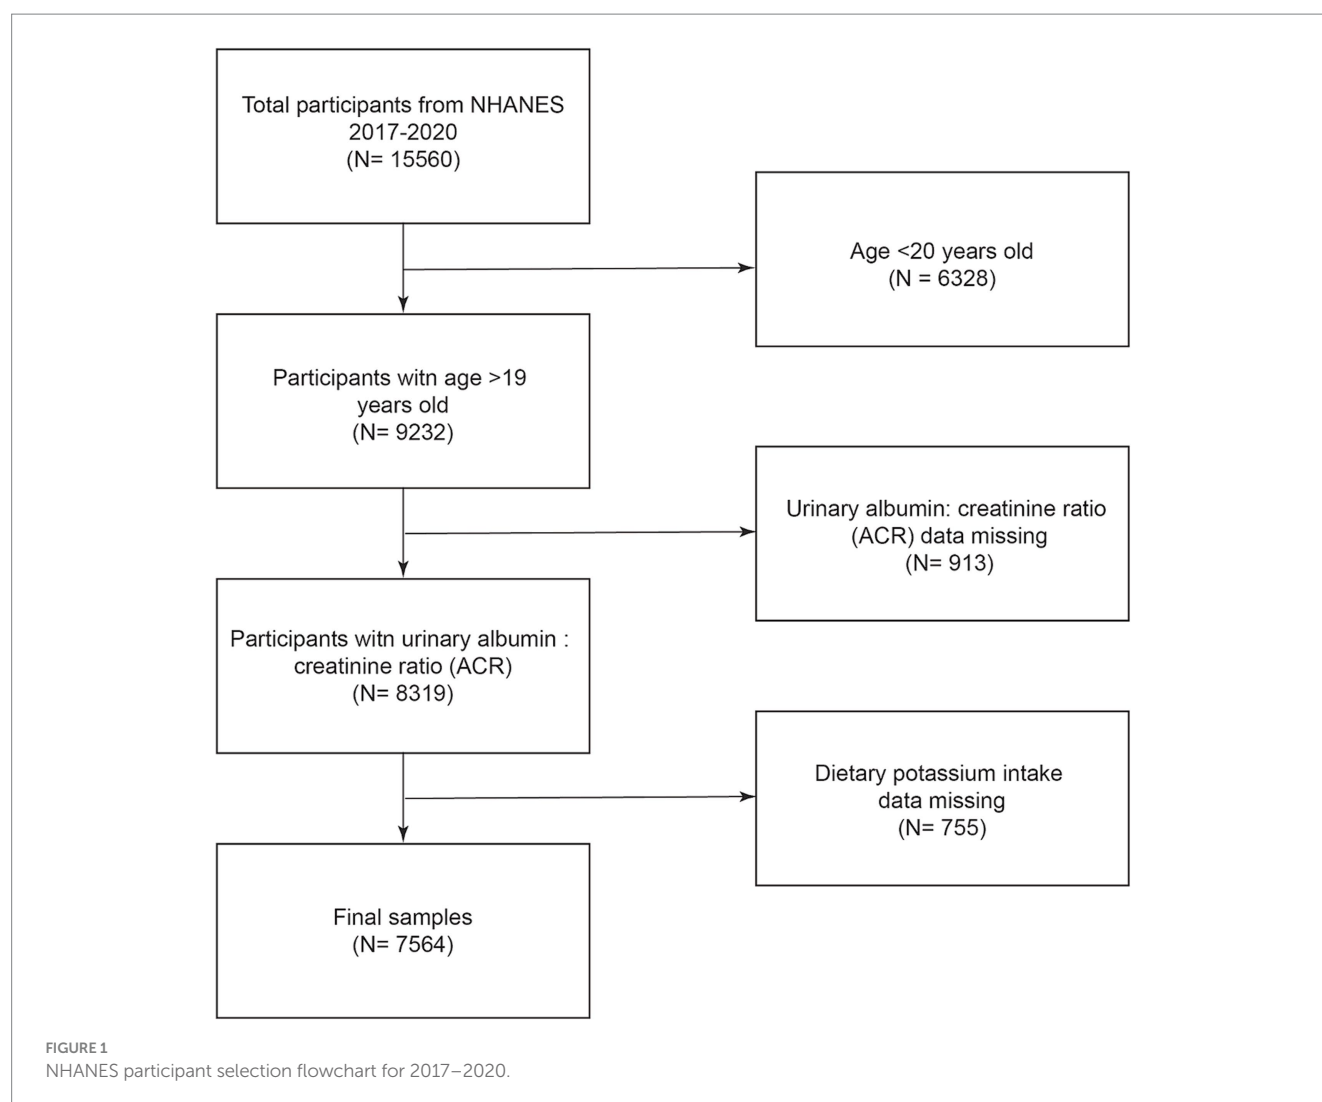 Total participants from NHANES
2017-2020
(N= 15560)
Age <20 years old
(N = 6328)
Participants witn age >19
years old
(N= 9232)
Urinary albumin: creatinine ratio
(ACR) data missing
(N= 913)
Participants witn urinary albumin :
creatinine ratio (ACR)
(N= 8319)
Dietary potassium intake
data missing
(N= 755)
Final samples
(N= 7564)
FIGURE 1
NHANES participant selection flowchart for 2017–2020.